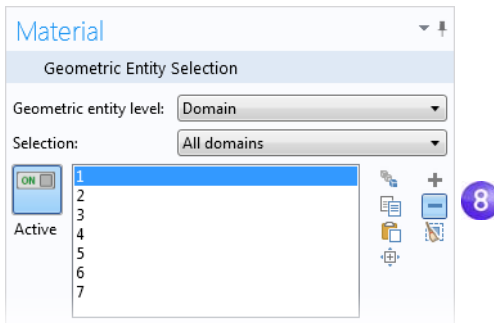 Material
Geometric Entity Selection
Geometric entity level: Domain
Selection: All domains
ON
Active
1
2
3
4
5
6
7
8